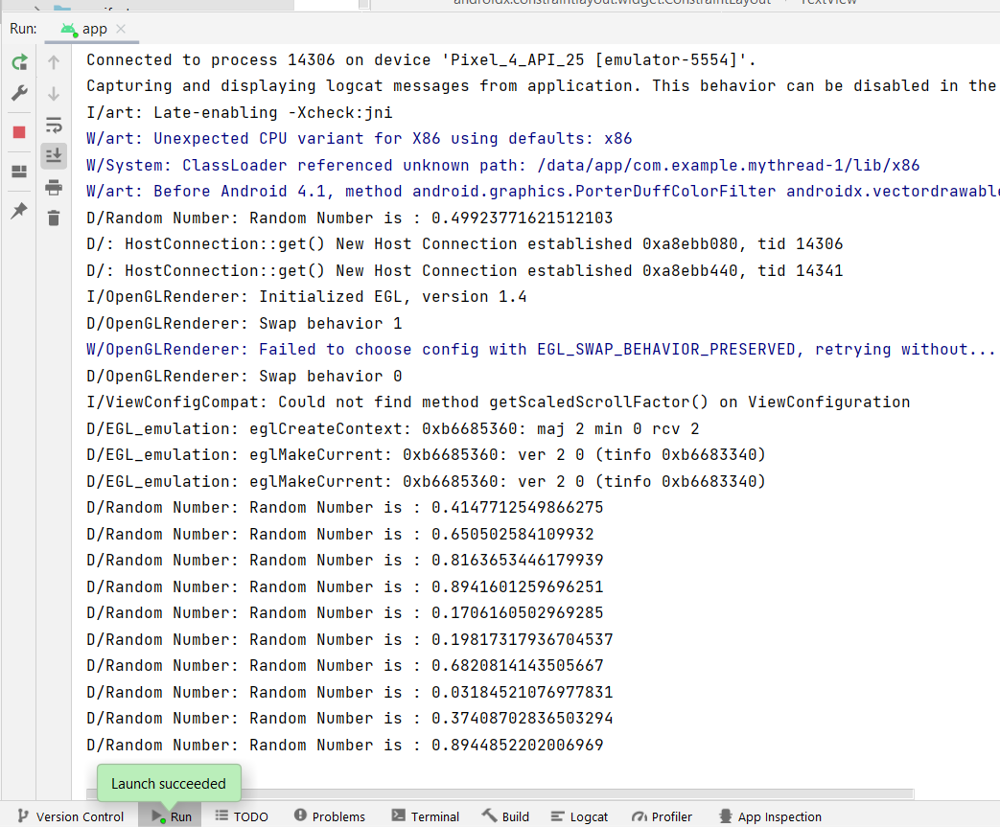 androidx.constraintlayout.widget.ConstraintLayout
TextView
Run:
app
Connected to process 14306 on device 'Pixel_4_API_25 [emulator-5554]'.
Capturing and displaying logcat messages from application. This behavior can be disabled in the
I/art: Late-enabling -Xcheck:jni
W/art: Unexpected CPU variant for X86 using defaults: x86
W/System: ClassLoader referenced unknown path: /data/app/com.example.mythread-1/lib/x86
W/art: Before Android 4.1, method android.graphics.PorterDuffColorFilter androidx.vectordrawable
D/Random Number: Random Number is : 0.49923771621512103
D/: HostConnection::get() New Host Connection established 0xa8ebb080, tid 14306
D/: HostConnection::get() New Host Connection established 0xa8ebb440, tid 14341
I/OpenGLRenderer: Initialized EGL, version 1.4
D/OpenGLRenderer: Swap behavior 1
W/OpenGLRenderer: Failed to choose config with EGL_SWAP_BEHAVIOR_PRESERVED, retrying without...
D/OpenGLRenderer: Swap behavior 0
I/ViewConfigCompat: Could not find method getScaledScrollFactor() on ViewConfiguration
D/EGL_emulation: eglCreateContext: 0xb6685360: maj 2 min 0 rcv 2
D/EGL_emulation: eglMakeCurrent: 0xb6685360: ver 2 0 (tinfo 0xb6683340)
D/EGL_emulation: eglMakeCurrent: 0xb6685360: ver 2 0 (tinfo 0xb6683340)
D/Random Number: Random Number is : 0.4147712549866275
D/Random Number: Random Number is : 0.650502584109932
D/Random Number: Random Number is : 0.8163653446179939
D/Random Number: Random Number is : 0.8941601259696251
D/Random Number: Random Number is : 0.1706160502969285
D/Random Number: Random Number is : 0.19817317936704537
D/Random Number: Random Number is : 0.6820814143505667
D/Random Number: Random Number is : 0.03184521076977831
D/Random Number: Random Number is : 0.37408702836503294
D/Random Number: Random Number is : 0.8944852202006969
Launch succeeded
Version Control Run TODO Problems Terminal Build Logcat Profiler App Inspection